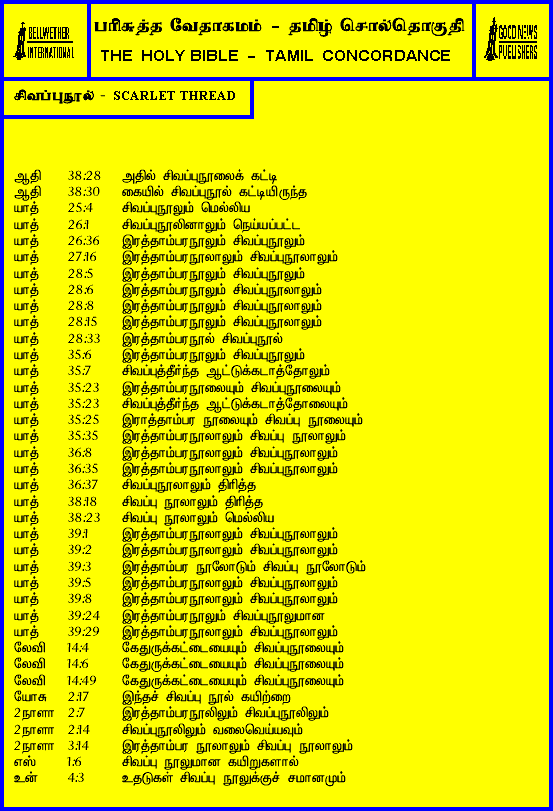 BELLWETHER INTERNATIONAL
பரிசுத்த வேதாகமம் - தமிழ் சொல்தொகுதி
THE HOLY BIBLE - TAMIL CONCORDANCE
GOOD NEWS PUBLISHERS
சிவப்புநூல் - SCARLET THREAD
ஆதி 38:28 அதில் சிவப்புநூலைக் கட்டி
ஆதி 38:30 கையில் சிவப்புநூல் கட்டியிருந்த
யாத் 25:4 சிவப்புநூலும் மெல்லிய
யாத் 26:1 சிவப்புநூலினாலும் நெய்யப்பட்ட
யாத் 26:36 இரத்தாம்பரநூலும் சிவப்புநூலும்
யாத் 27:16 இரத்தாம்பரநூலாலும் சிவப்புநூலாலும்
யாத் 28:5 இரத்தாம்பரநூலும் சிவப்புநூலும்
யாத் 28:6 இரத்தாம்பரநூலும் சிவப்புநூலாலும்
யாத் 28:8 இரத்தாம்பரநூலும் சிவப்புநூலாலும்
யாத் 28:15 இரத்தாம்பரநூலும் சிவப்புநூலாலும்
யாத் 28:33 இரத்தாம்பரநூல் சிவப்புநூல்
யாத் 35:6 இரத்தாம்பரநூலும் சிவப்புநூலும்
யாத் 35:7 சிவப்புத்தீர்ந்த ஆட்டுக்கடாத்தோலும்
யாத் 35:23 இரத்தாம்பரநூலையும் சிவப்புநூலையும்
யாத் 35:23 சிவப்புத்தீர்ந்த ஆட்டுக்கடாத்தோலையும்
யாத் 35:25 இராத்தாம்பர நூலையும் சிவப்பு நூலையும்
யாத் 35:35 இரத்தாம்பரநூலாலும் சிவப்பு நூலாலும்
யாத் 36:8 இரத்தாம்பரநூலாலும் சிவப்புநூலாலும்
யாத் 36:35 இரத்தாம்பரநூலாலும் சிவப்புநூலாலும்
யாத் 36:37 சிவப்புநூலாலும் திரித்த
யாத் 38:18 சிவப்பு நூலாலும் திரித்த
யாத் 38:23 சிவப்பு நூலாலும் மெல்லிய
யாத் 39:1 இரத்தாம்பரநூலாலும் சிவப்புநூலாலும்
யாத் 39:2 இரத்தாம்பரநூலாலும் சிவப்புநூலாலும்
யாத் 39:3 இரத்தாம்பர நூலோடும் சிவப்பு நூலோடும்
யாத் 39:5 இரத்தாம்பரநூலாலும் சிவப்புநூலாலும்
யாத் 39:8 இரத்தாம்பரநூலாலும் சிவப்புநூலாலும்
யாத் 39:24 இரத்தாம்பரநூலும் சிவப்புநூலுமான
யாத் 39:29 இரத்தாம்பரநூலாலும் சிவப்புநூலாலும்
லேவி 14:4 கேதுருக்கட்டையையும் சிவப்புநூலையும்
லேவி 14:6 கேதுருக்கட்டையையும் சிவப்புநூலையும்
லேவி 14:49 கேதுருக்கட்டையையும் சிவப்புநூலையும்
யோசு 2:17 இந்தச் சிவப்பு நூல் கயிற்றை
2நாளா 2:7 இரத்தாம்பரநூலிலும் சிவப்புநூலிலும்
2நாளா 2:14 சிவப்புநூலிலும் வலைவெய்யவும்
2நாளா 3:14 இரத்தாம்பர நூலாலும் சிவப்பு நூலாலும்
எஸ் 1:6 சிவப்பு நூலுமான கயிறுகளால்
உன் 4:3 உதடுகள் சிவப்பு நூலுக்குச் சமானமும்